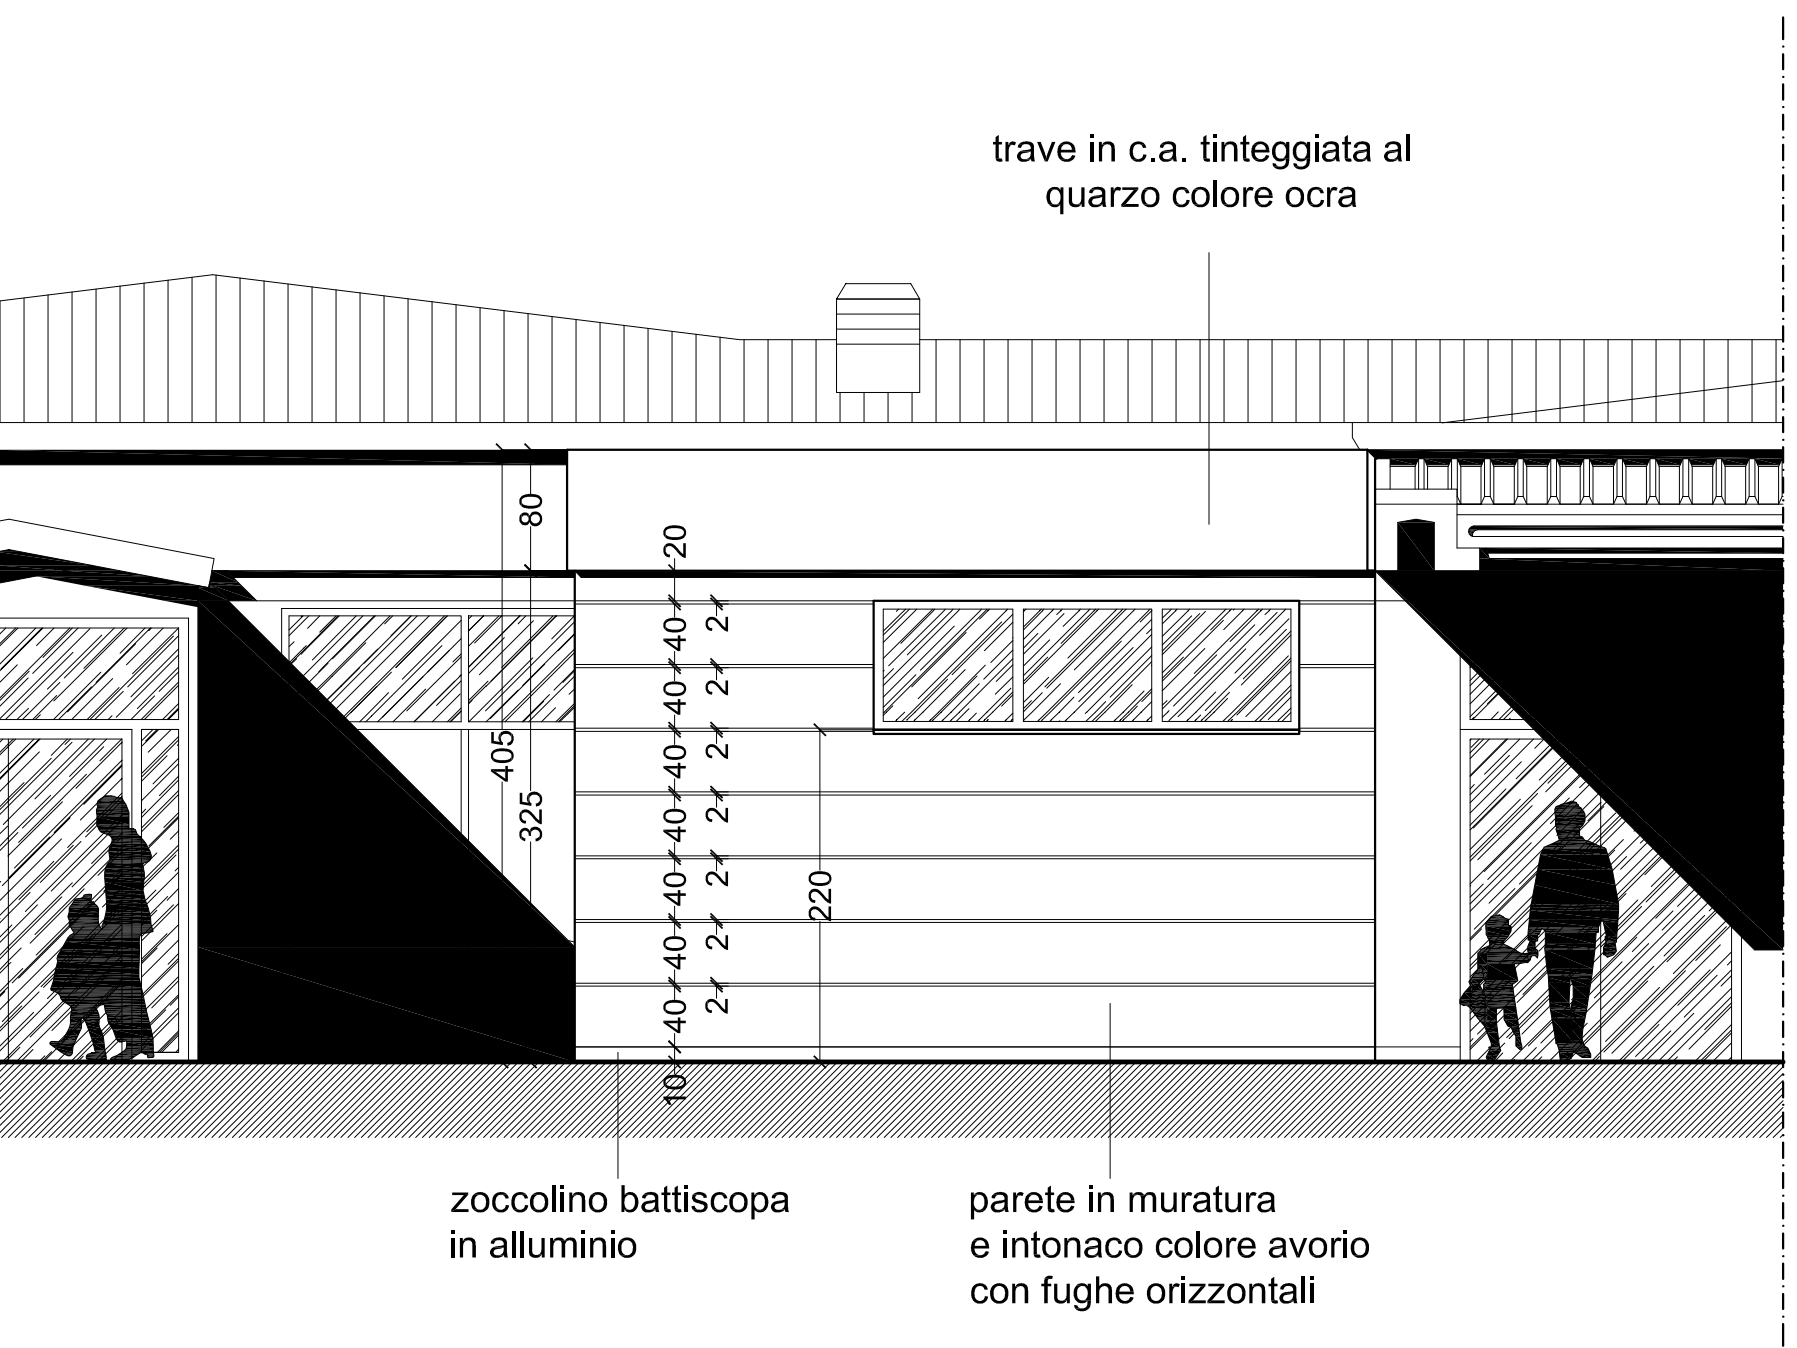 trave in c.a. tinteggiata al
quarzo colore ocra
80
20
40
2
40
2
405
40
2
325
40
2
40
2
220
40
2
40
2
10
zoccolino battiscopa
in alluminio
parete in muratura
e intonaco colore avorio
con fughe orizzontali